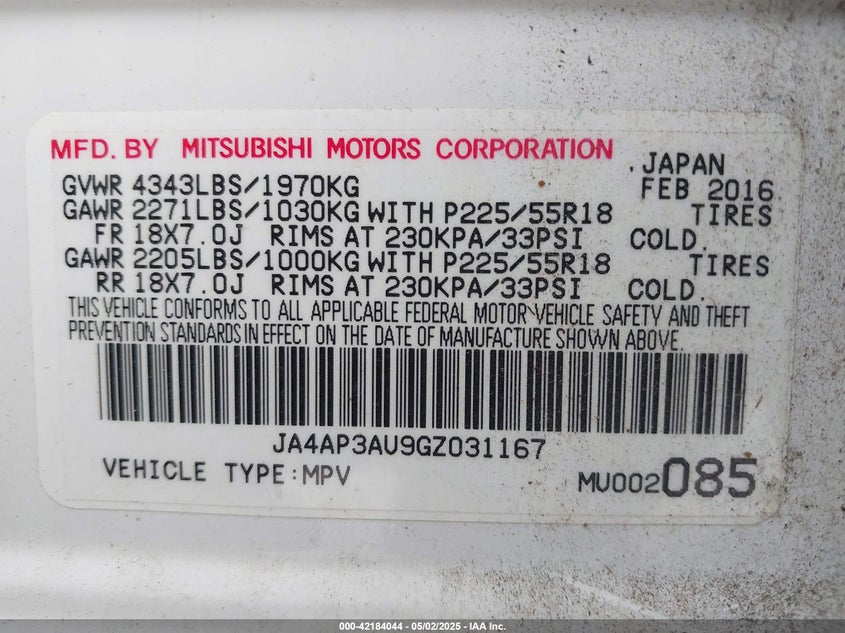 MFD. BY MITSUBISHI MOTORS CORPORATION
. JAPAN
GVWR 4343LBS/1970KG FEB 2016
GAWR 2271LBS/1030KG WITH P225/55R18 TIRES
FR 18X7.0J RIMS AT 230KPA/33PSI COLD.
GAWR 2205LBS/1000KG WITH P225/55R18 TIRES
RR 18X7.0J RIMS AT 230KPA/33PSI COLD.
THIS VEHICLE CONFORMS TO ALL APPLICABLE FEDERAL MOTOR VEHICLE SAFETY AND THEFT
PREVENTION STANDARDS IN EFFECT ON THE DATE OF MANUFACTURE SHOWN ABOVE.
JA4AP3AU9GZ031167
VEHICLE TYPE:MPV MU002085
000-42184044 - 05/02/2025 - IAA Inc.